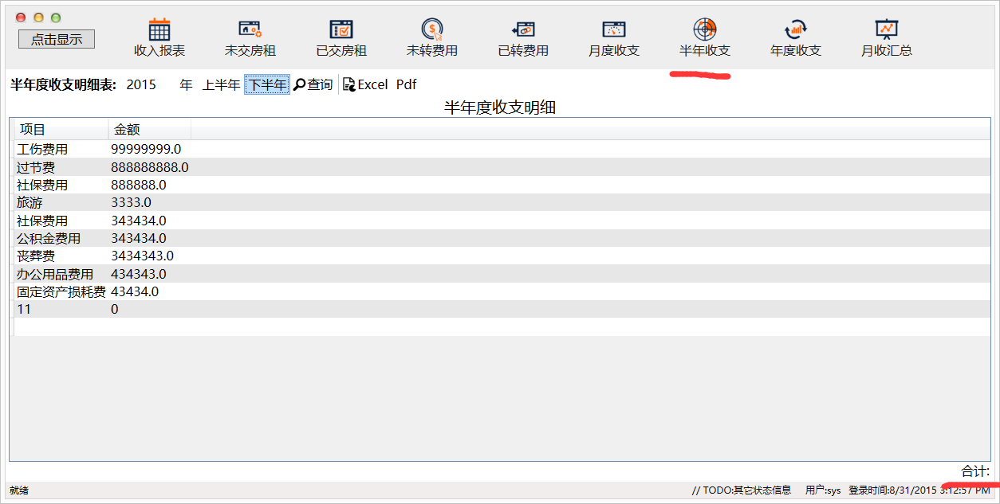 点击显示
收入报表 未交房租 已交房租 未转费用 已转费用 月度收支 半年收支 年度收支 月收汇总
半年度收支明细表: 2015 年 上半年 下半年 查询 Excel Pdf
半年度收支明细
项目 金额
工伤费用 99999999.0
过节费 888888888.0
社保费用 888888.0
旅游 3333.0
社保费用 343434.0
公积金费用 343434.0
丧葬费 3434343.0
办公用品费用 434343.0
固定资产损耗费 43434.0
11 0
合计:
就绪 // TODO:其它状态信息 用户:sys 登录时间:8/31/2015 3:12:57 PM